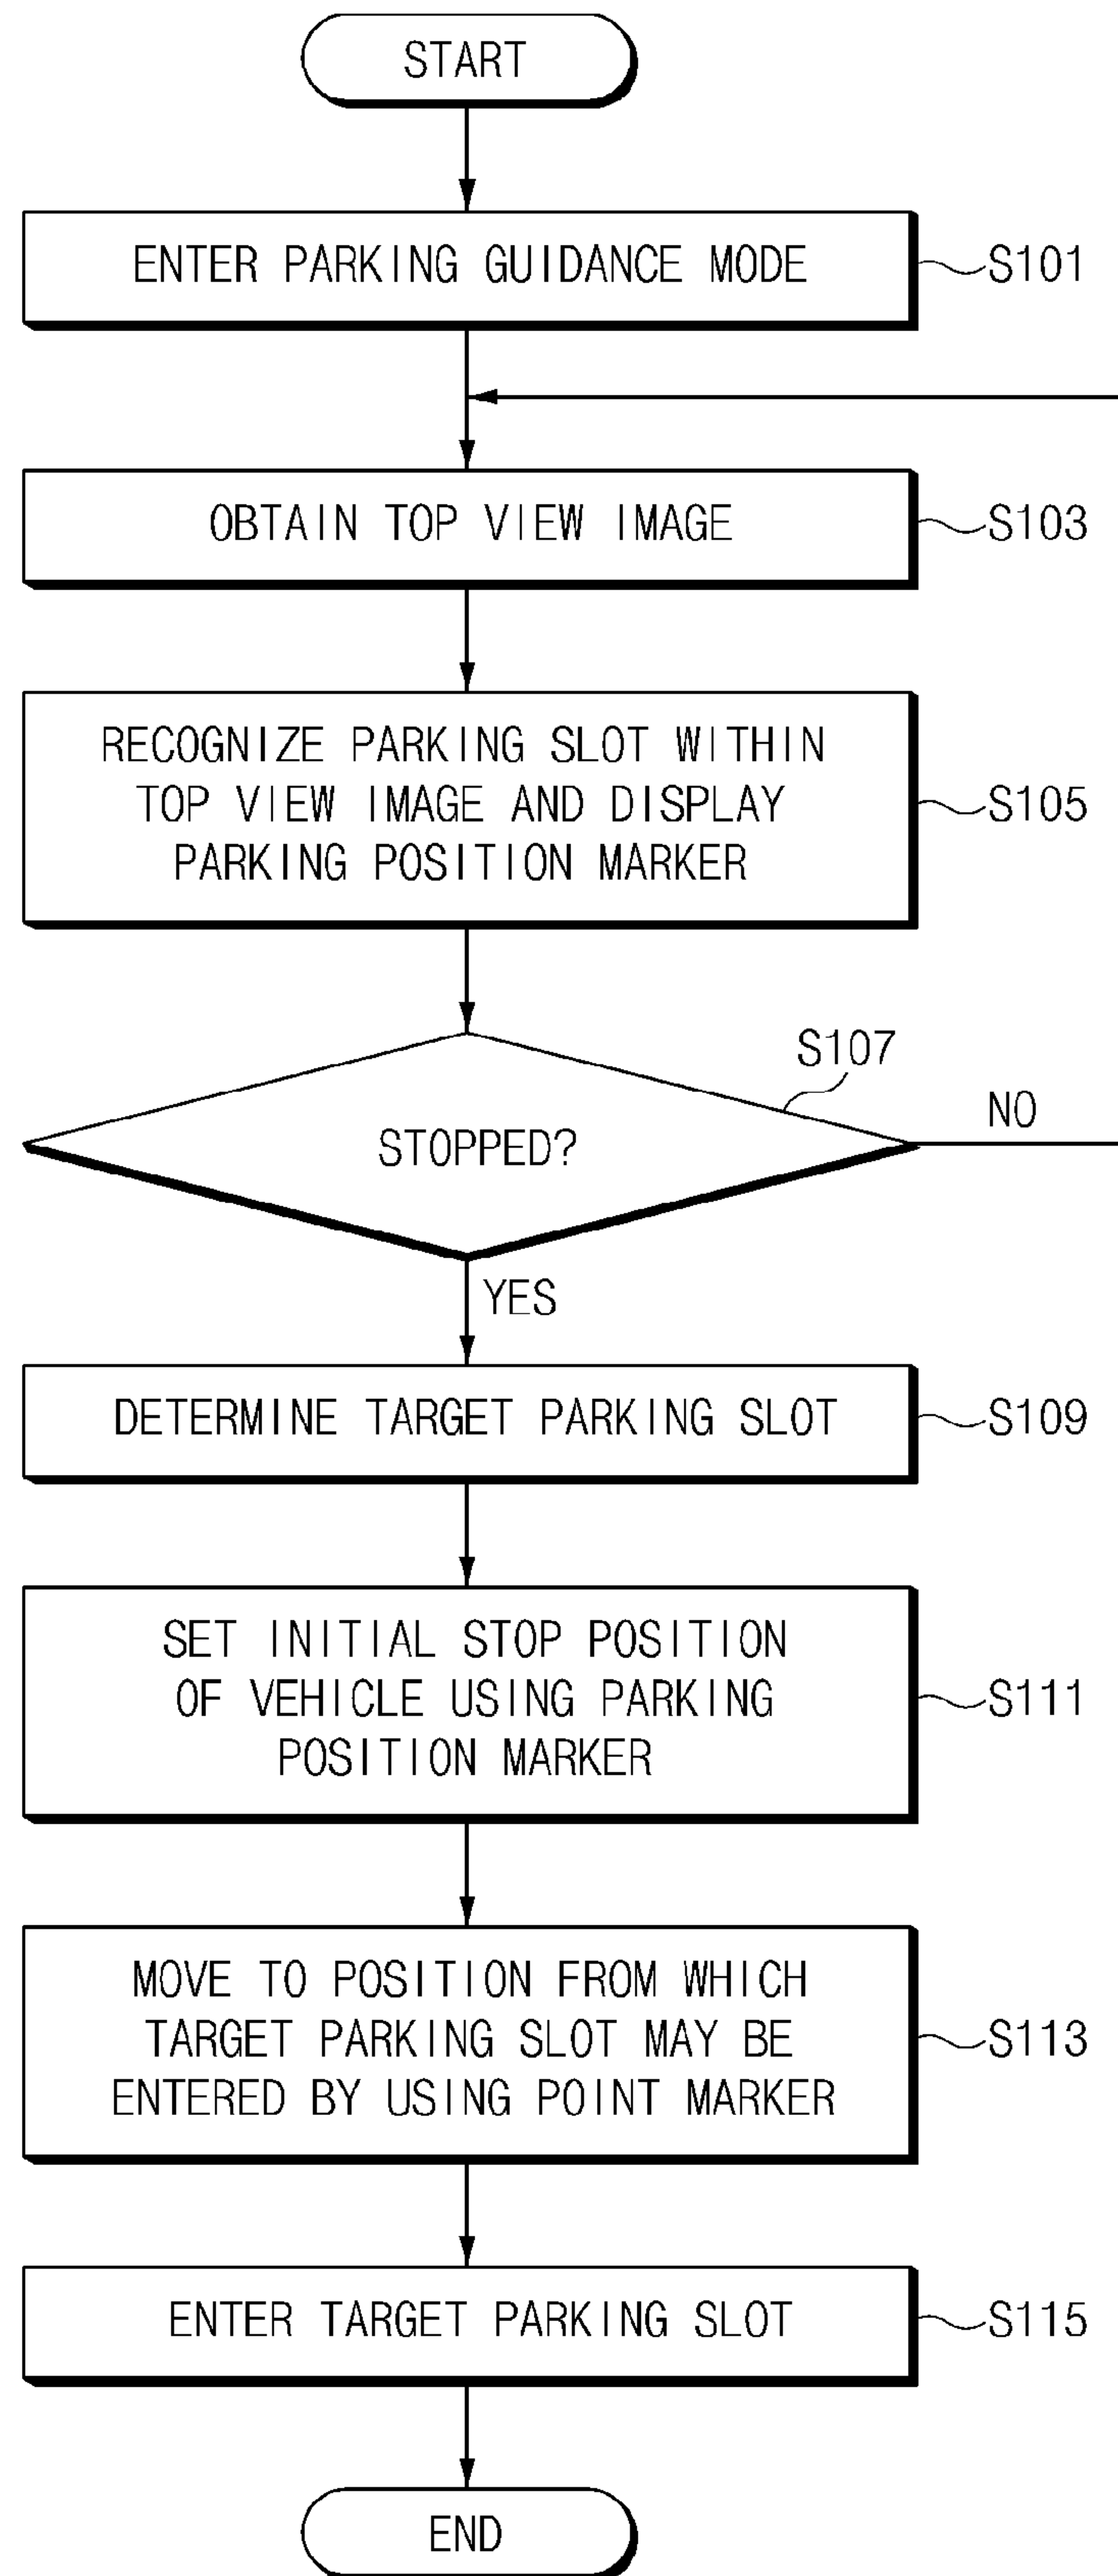 START
ENTER PARKING GUIDANCE MODE
S101
OBTAIN TOP VIEW IMAGE
S103
RECOGNIZE PARKING SLOT WITHIN
TOP VIEW IMAGE AND DISPLAY
PARKING POSITION MARKER
S105
S107
STOPPED?
NO
YES
DETERMINE TARGET PARKING SLOT
S109
SET INITIAL STOP POSITION
OF VEHICLE USING PARKING
POSITION MARKER
S111
MOVE TO POSITION FROM WHICH
TARGET PARKING SLOT MAY BE
ENTERED BY USING POINT MARKER
S113
ENTER TARGET PARKING SLOT
S115
END